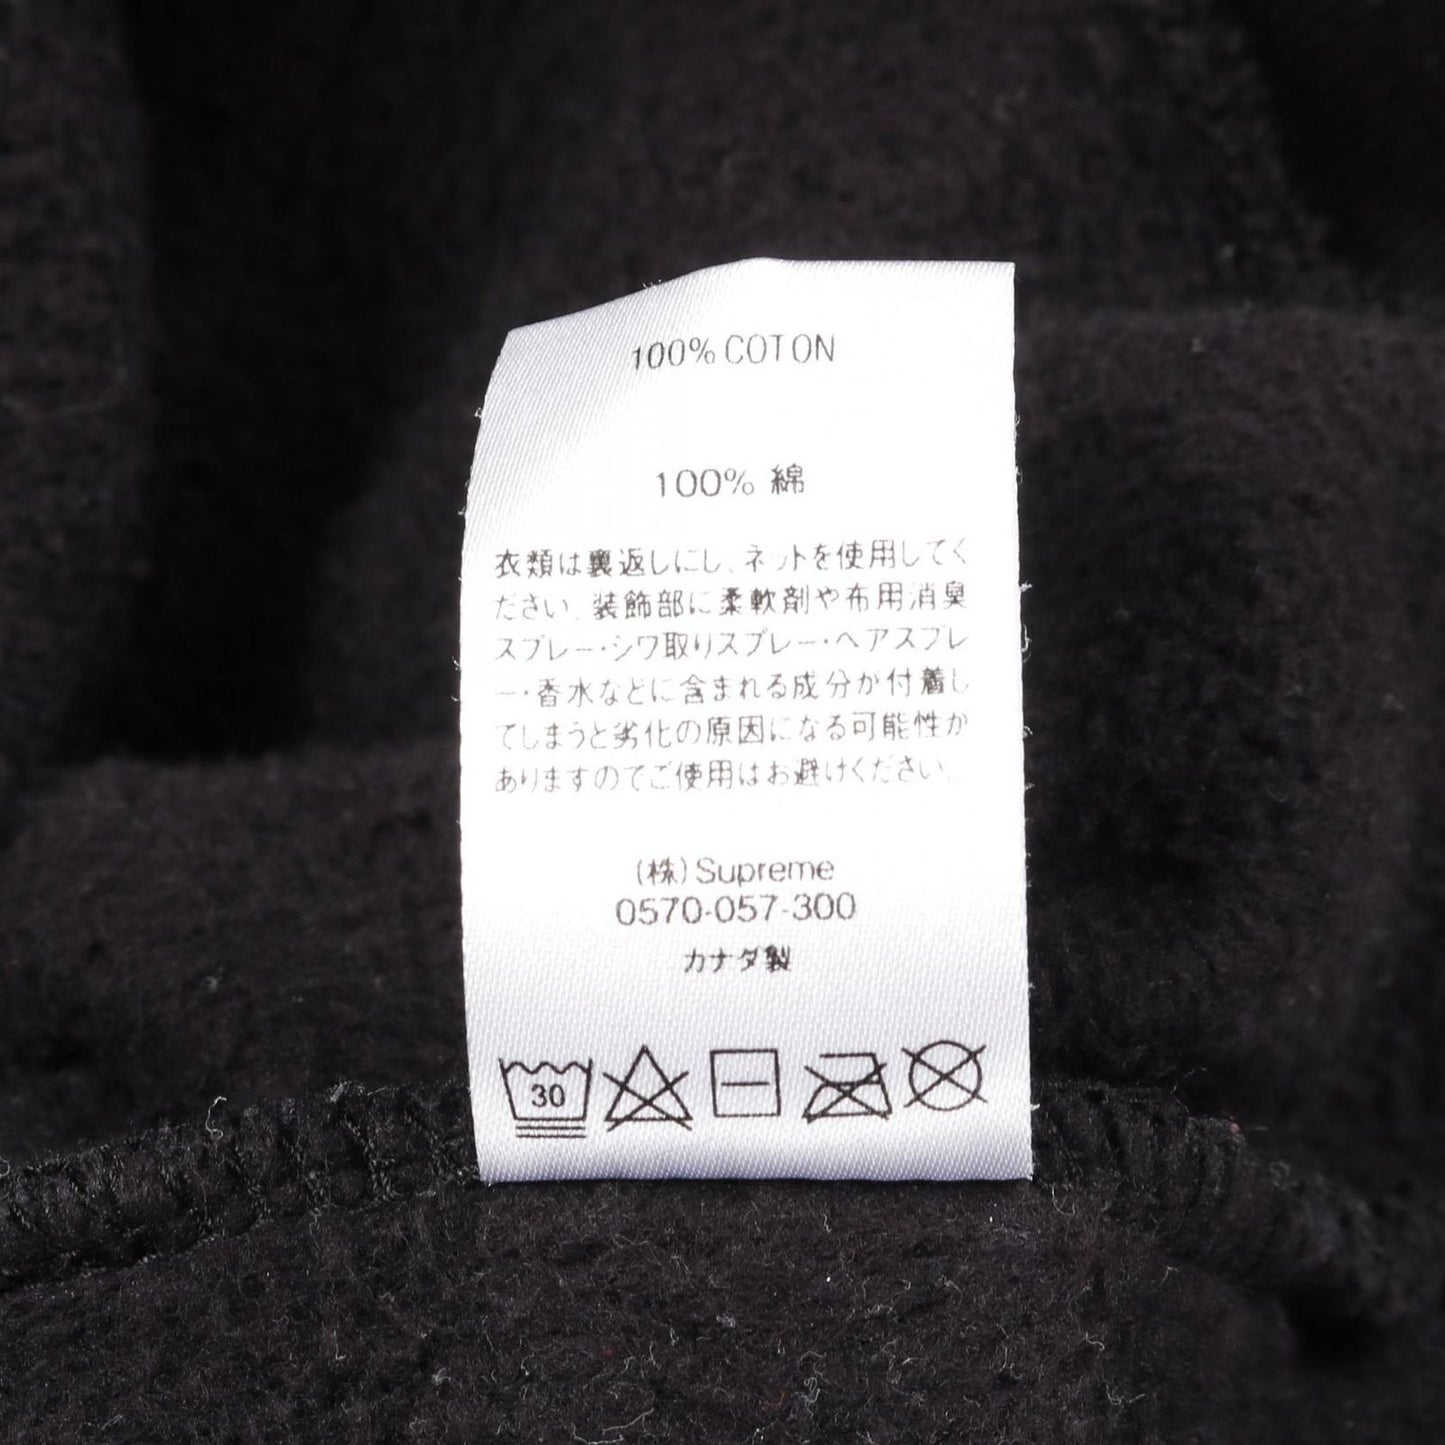 100% COTON
100% 綿
衣類は裏返しにし、ネットを使用してく
ださい。装飾部に柔軟剤や布用消臭
スプレー・シワ取りスプレー・ヘアスプレ
ー・香水などに含まれる成分が付着し
てしまうと劣化の原因になる可能性が
ありますのでご使用はお避けください。
(株)Supreme
0570-057-300
カナダ製
30